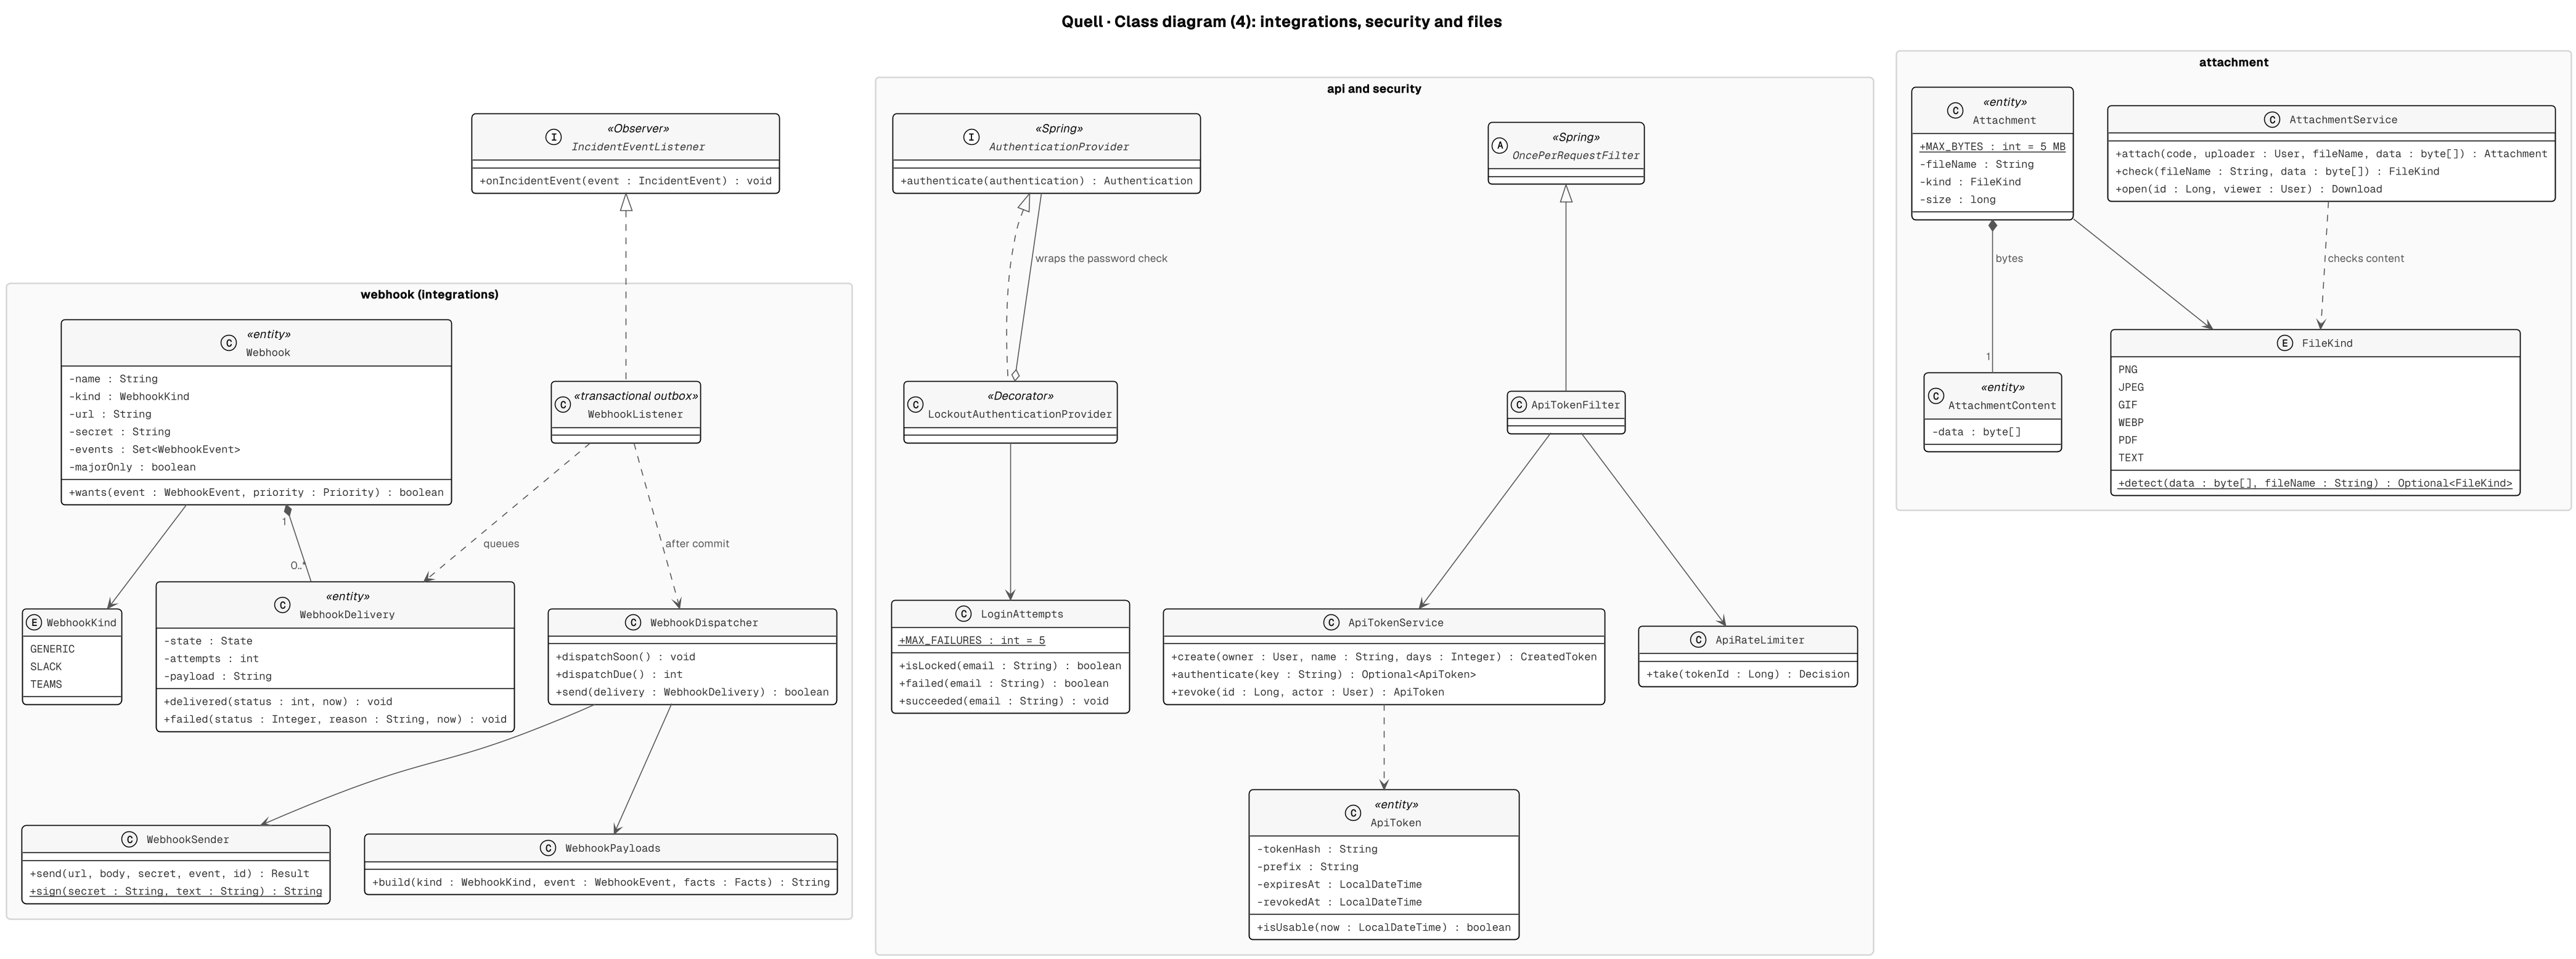 Quell · Class diagram (4): integrations, security and files
«Observer»
I
IncidentEventListener
+onIncidentEvent(event : IncidentEvent) : void
webhook (integrations)
«entity»
C
Webhook
-name : String
-kind : WebhookKind
-url : String
-secret : String
-events : Set<WebhookEvent>
-majorOnly : boolean
+wants(event : WebhookEvent, priority : Priority) : boolean
«transactional outbox»
C
WebhookListener
1
0..*
queues
after commit
E WebhookKind
GENERIC
SLACK
TEAMS
«entity»
C
WebhookDelivery
-state : State
-attempts : int
-payload : String
+delivered(status : int, now) : void
+failed(status : Integer, reason : String, now) : void
C WebhookDispatcher
+dispatchSoon() : void
+dispatchDue() : int
+send(delivery : WebhookDelivery) : boolean
C WebhookSender
+send(url, body, secret, event, id) : Result
+sign(secret : String, text : String) : String
C WebhookPayloads
+build(kind : WebhookKind, event : WebhookEvent, facts : Facts) : String
api and security
«Spring»
I
AuthenticationProvider
+authenticate(authentication) : Authentication
«Spring»
A
OncePerRequestFilter
wraps the password check
«Decorator»
C
LockoutAuthenticationProvider
C ApiTokenFilter
C LoginAttempts
+MAX_FAILURES : int = 5
+isLocked(email : String) : boolean
+failed(email : String) : boolean
+succeeded(email : String) : void
C ApiTokenService
+create(owner : User, name : String, days : Integer) : CreatedToken
+authenticate(key : String) : Optional<ApiToken>
+revoke(id : Long, actor : User) : ApiToken
C ApiRateLimiter
+take(tokenId : Long) : Decision
«entity»
C
ApiToken
-tokenHash : String
-prefix : String
-expiresAt : LocalDateTime
-revokedAt : LocalDateTime
+isUsable(now : LocalDateTime) : boolean
attachment
«entity»
C
Attachment
+MAX_BYTES : int = 5 MB
-fileName : String
-kind : FileKind
-size : long
C AttachmentService
+attach(code, uploader : User, fileName, data : byte[]) : Attachment
+check(fileName : String, data : byte[]) : FileKind
+open(id : Long, viewer : User) : Download
bytes
checks content
1
«entity»
C
AttachmentContent
-data : byte[]
E FileKind
PNG
JPEG
GIF
WEBP
PDF
TEXT
+detect(data : byte[], fileName : String) : Optional<FileKind>